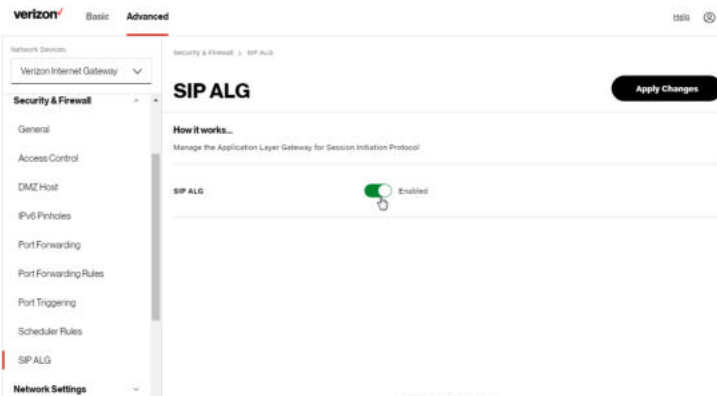 verizon Basic Advanced Help
Network Devices:
Verizon Internet Gateway
Security & Firewall > SIP ALG
SIP ALG
Apply Changes
Security & Firewall
General
Access Control
DMZ Host
IPv6 Pinholes
Port Forwarding
Port Forwarding Rules
Port Triggering
Scheduler Rules
SIP ALG
Network Settings
How it works...
Manage the Application Layer Gateway for Session Initiation Protocol
SIP ALG Enabled